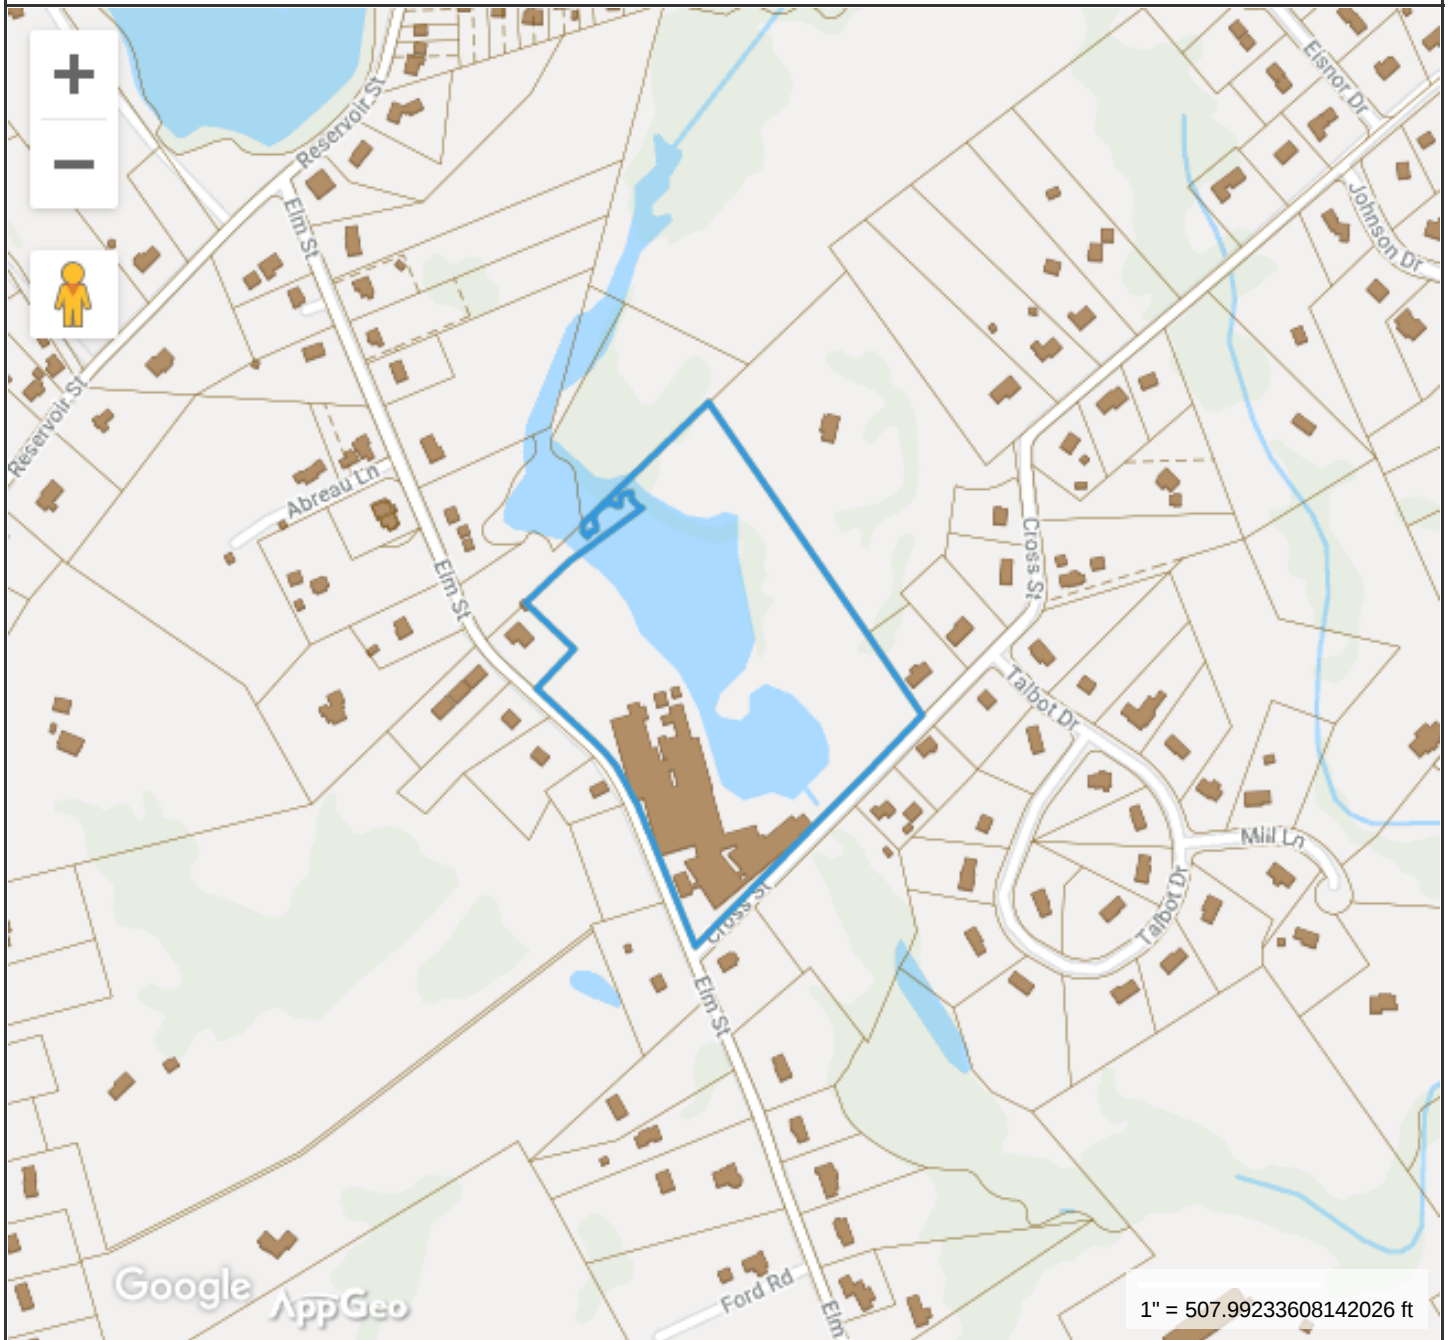 +
Eisnor Dr
Reservoir St
−
Elm St
Johnson Dr
Reservoir St
Abreau Ln
Elm St
Cross St
Talbot Dr
Mill Ln
Talbot Dr
Cross St
Elm St
Google
AppGeo
Ford Rd
Elm
1" = 507.99233608142026 ft